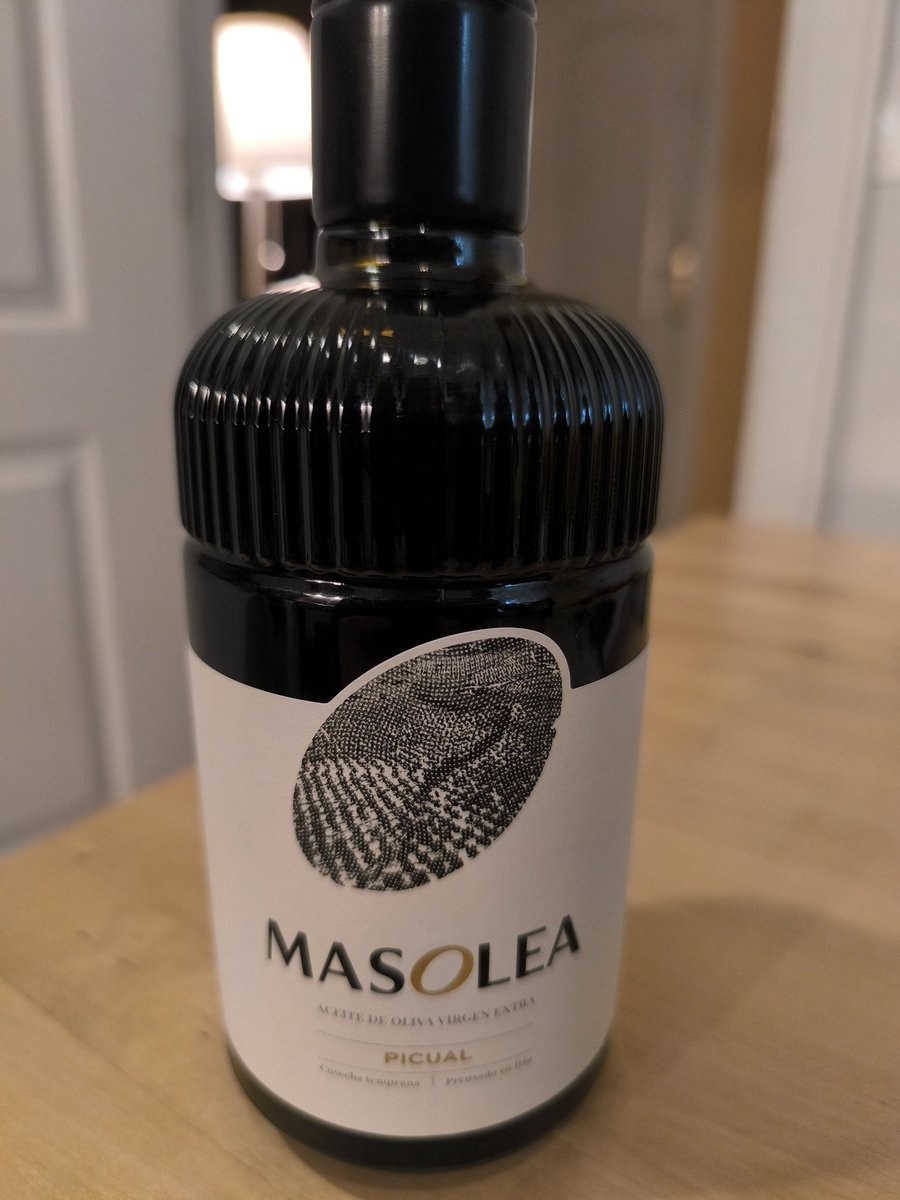 MASOLEA
ACEITE DE OLIVA VIRGEN EXTRA
PICUAL
Cosecha temprana | Prensado en frío